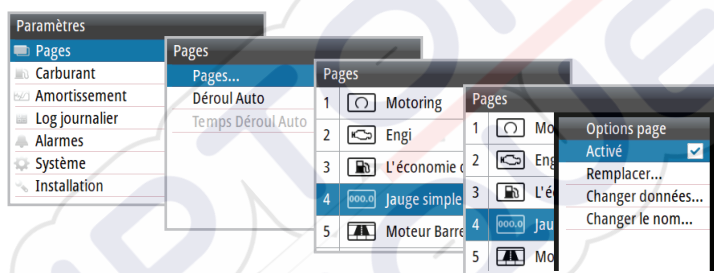 Paramètres
Pages
Carburant
Amortissement
Log journalier
Alarmes
Système
Installation
Pages
Pages...
Déroul Auto
Temps Déroul Auto
Pages
1 Motoring
2 Engi
3 L'économie d
4 000.0 Jauge simple
5 Moteur Barre
Pages
1 Mo
2 Eng
3 L'é
4 000.0 Jau
5 Mo
Options page
Activé
Remplacer...
Changer données...
Changer le nom...